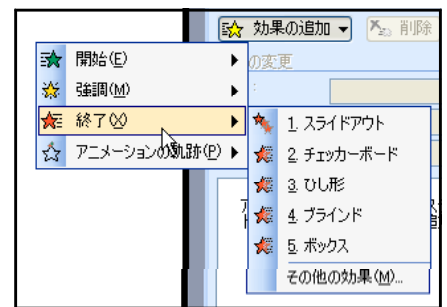 効果の追加 削除
の変更
開始(E)
強調(M)
終了(X)
アニメーションの軌跡(P)
1. スライドアウト
2. チェッカーボード
3. ひし形
4. ブラインド
5. ボックス
その他の効果(M)...